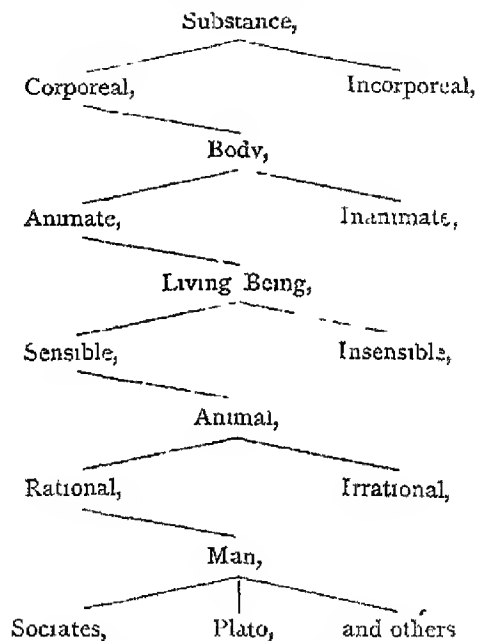 Substance,
Corporeal, Incorporeal,
Body,
Animate, Inanimate,
Living Being,
Sensible, Insensible,
Animal,
Rational, Irrational,
Man,
Socrates, Plato, and others